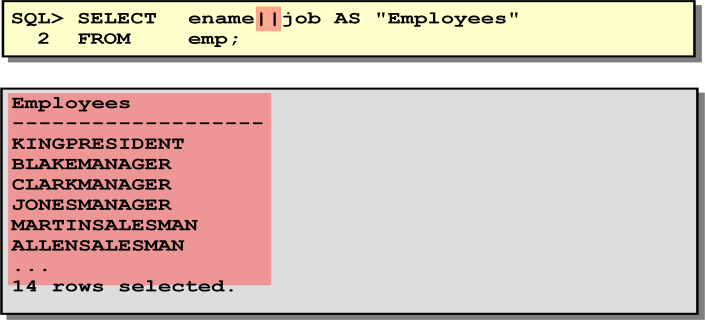 SQL> SELECT ename||job AS "Employees"
2 FROM emp;
Employees
-------------------
KINGPRESIDENT
BLAKEMANAGER
CLARKMANAGER
JONESMANAGER
MARTINSALESMAN
ALLENSALESMAN
...
14 rows selected.